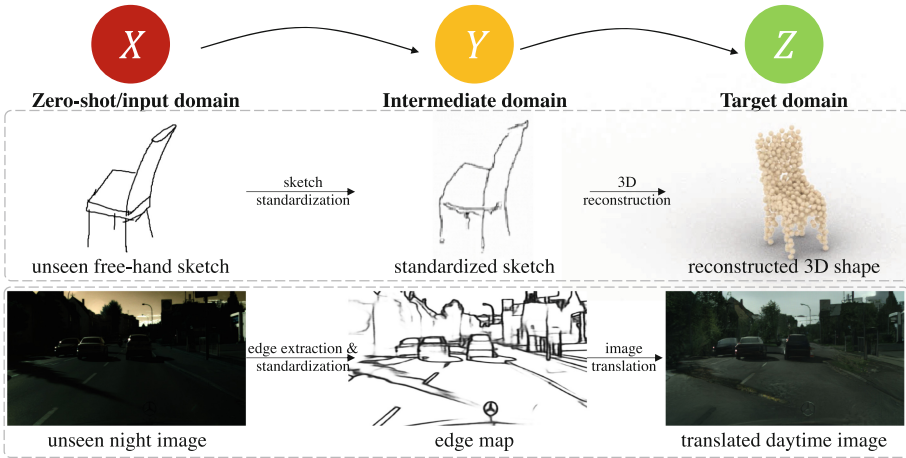 X
Y
Z
Zero-shot/input domain
Intermediate domain
Target domain
sketch
standardization
3D
reconstruction
unseen free-hand sketch
standardized sketch
reconstructed 3D shape
edge extraction &
standardization
image
translation
unseen night image
edge map
translated daytime image